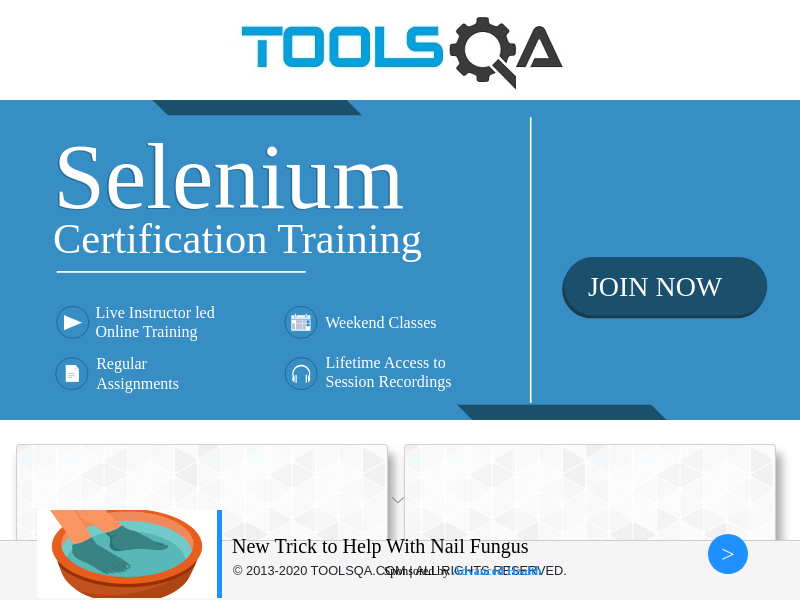 TOOLSQA
Selenium
Certification Training
JOIN NOW
Live Instructor led
Online Training
Weekend Classes
Regular
Assignments
Lifetime Access to
Session Recordings
New Trick to Help With Nail Fungus
>
© 2013-2020 TOOLSQA.COM | ALL RIGHTS RESERVED.
Sponsored by